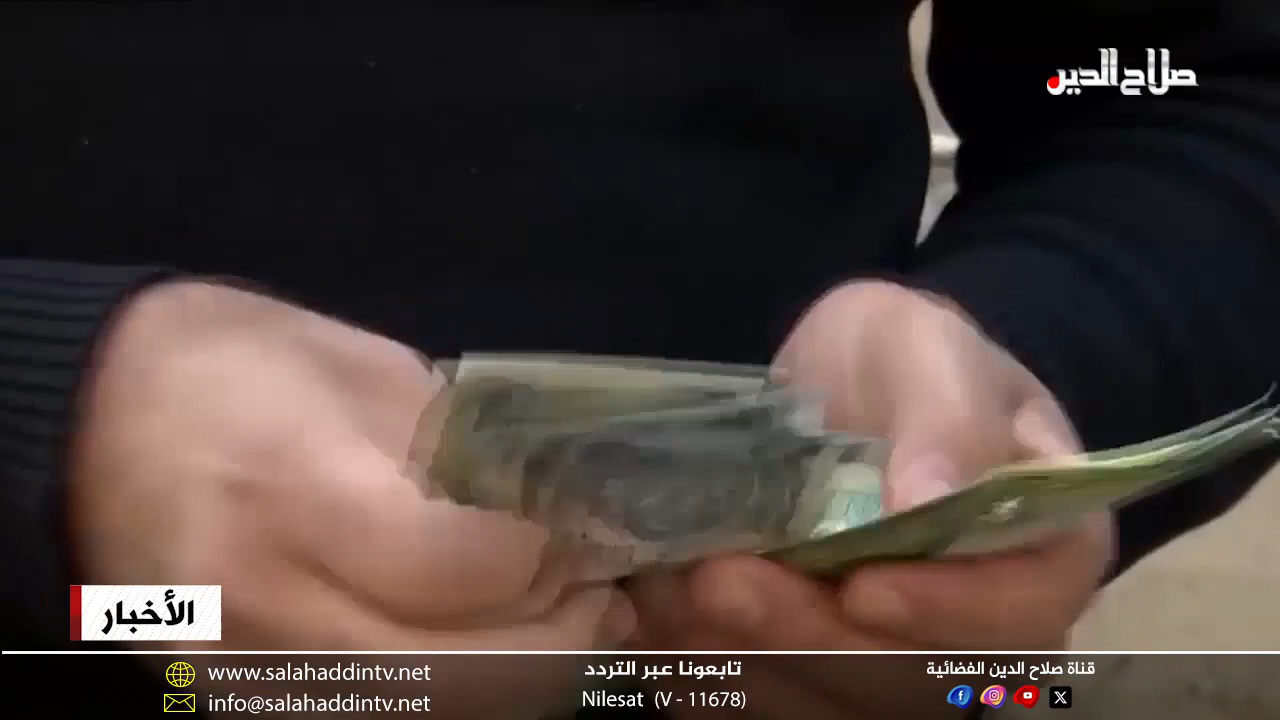 صلاح الدين
الأخبار
قناة صلاح الدين الفضائية
تابعونا عبر التردد
Nilesat (V - 11678)
www.salahaddintv.net
info@salahaddintv.net